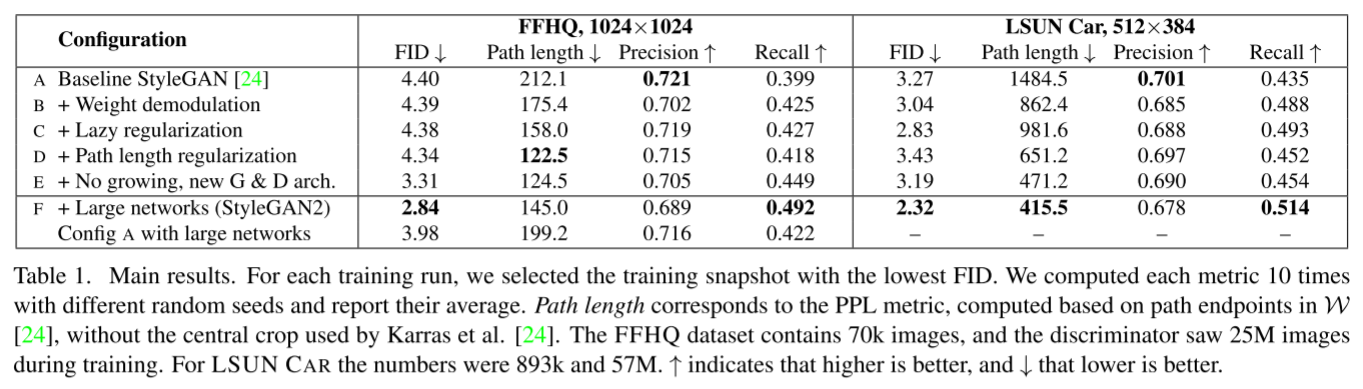 Configuration FFHQ, 1024×1024 LSUN Car, 512×384
FID ↓ Path length ↓ Precision ↑ Recall ↑ FID ↓ Path length ↓ Precision ↑ Recall ↑
A Baseline StyleGAN [24] 4.40 212.1 0.721 0.399 3.27 1484.5 0.701 0.435
B + Weight demodulation 4.39 175.4 0.702 0.425 3.04 862.4 0.685 0.488
C + Lazy regularization 4.38 158.0 0.719 0.427 2.83 981.6 0.688 0.493
D + Path length regularization 4.34 122.5 0.715 0.418 3.43 651.2 0.697 0.452
E + No growing, new G & D arch. 3.31 124.5 0.705 0.449 3.19 471.2 0.690 0.454
F + Large networks (StyleGAN2) 2.84 145.0 0.689 0.492 2.32 415.5 0.678 0.514
Config A with large networks 3.98 199.2 0.716 0.422 – – – –
Table 1. Main results. For each training run, we selected the training snapshot with the lowest FID. We computed each metric 10 times
with different random seeds and report their average. Path length corresponds to the PPL metric, computed based on path endpoints in W
[24], without the central crop used by Karras et al. [24]. The FFHQ dataset contains 70k images, and the discriminator saw 25M images
during training. For LSUN CAR the numbers were 893k and 57M. ↑ indicates that higher is better, and ↓ that lower is better.